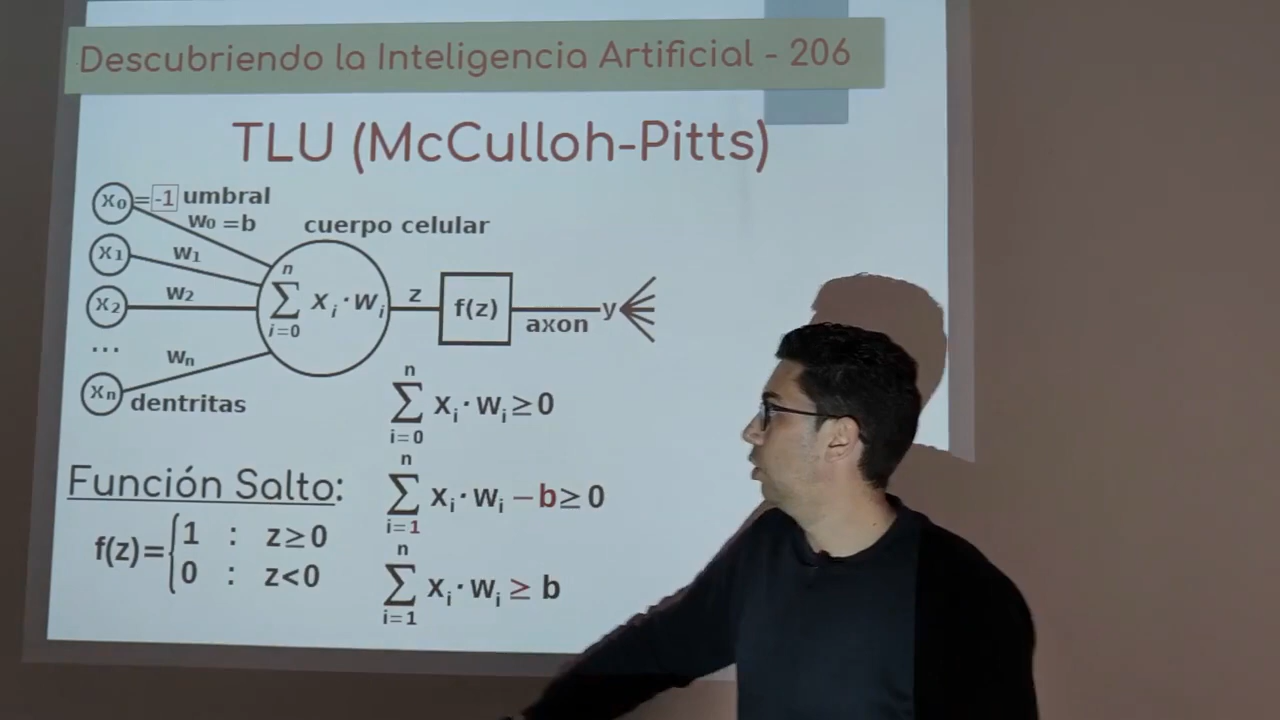 Descubriendo la Inteligencia Artificial - 206
TLU (McCulloh-Pitts)
x0 =-1 umbral
w0 =b
cuerpo celular
x1 w1
x2 w2
n
∑ xi · wi
i=0
z
f(z)
axon
y
...
wn
xn dentritas
n
∑ xi · wi ≥ 0
i=0
n
∑ xi · wi − b ≥ 0
i=1
n
∑ xi · wi ≥ b
i=1
Función Salto:
f(z)={1 : z≥0
0 : z<0